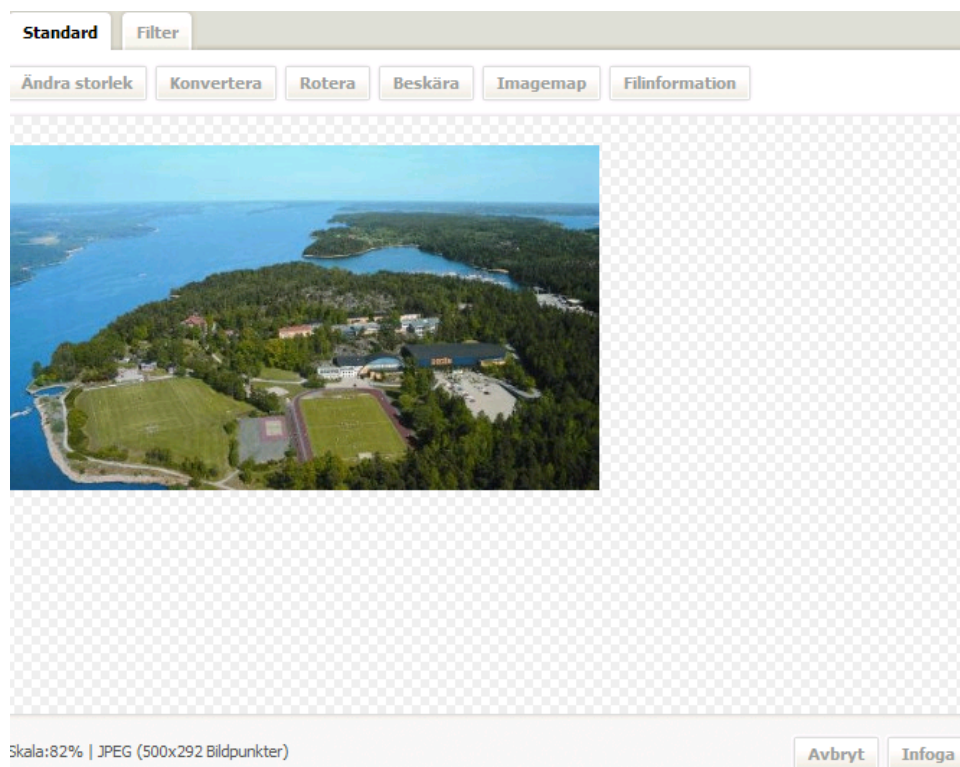 Standard Filter
Ändra storlek Konvertera Rotera Beskära Imagemap Filinformation
Skala:82% | JPEG (500x292 Bildpunkter)
Avbryt Infoga